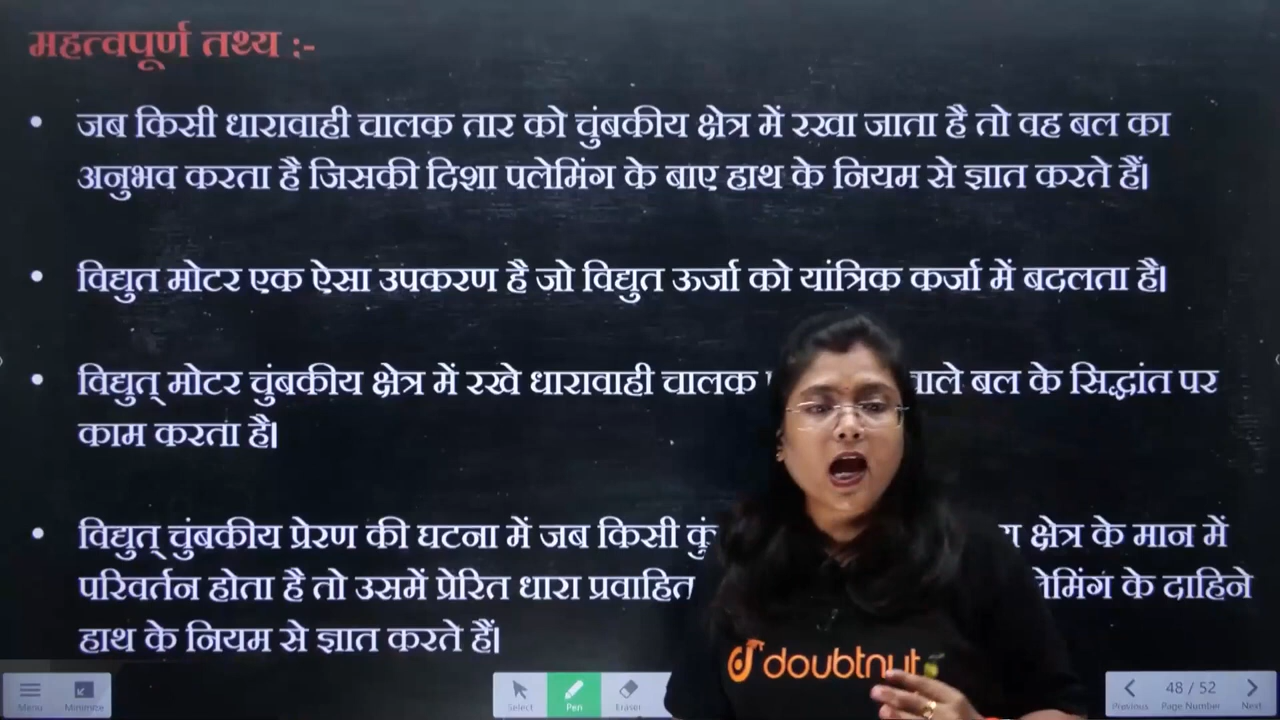 महत्वपूर्ण तथ्य :-
• जब किसी धारावाही चालक तार को चुंबकीय क्षेत्र में रखा जाता है तो वह बल का
अनुभव करता है जिसकी दिशा पलेमिंग के बाए हाथ के नियम से ज्ञात करते हैं।
• विद्युत मोटर एक ऐसा उपकरण है जो विद्युत ऊर्जा को यांत्रिक कर्जा में बदलता है।
• विद्युत् मोटर चुंबकीय क्षेत्र में रखे धारावाही चालक वाले बल के सिद्धांत पर
काम करता है।
• विद्युत् चुंबकीय प्रेरण की घटना में जब किसी क्षेत्र के मान में
परिवर्तन होता है तो उसमें प्रेरित धारा प्रवाहित लेमिंग के दाहिने
हाथ के नियम से ज्ञात करते हैं।
doubtnut
Menu Minimize Select Pen Eraser Previous 48 / 52 Page Number Next